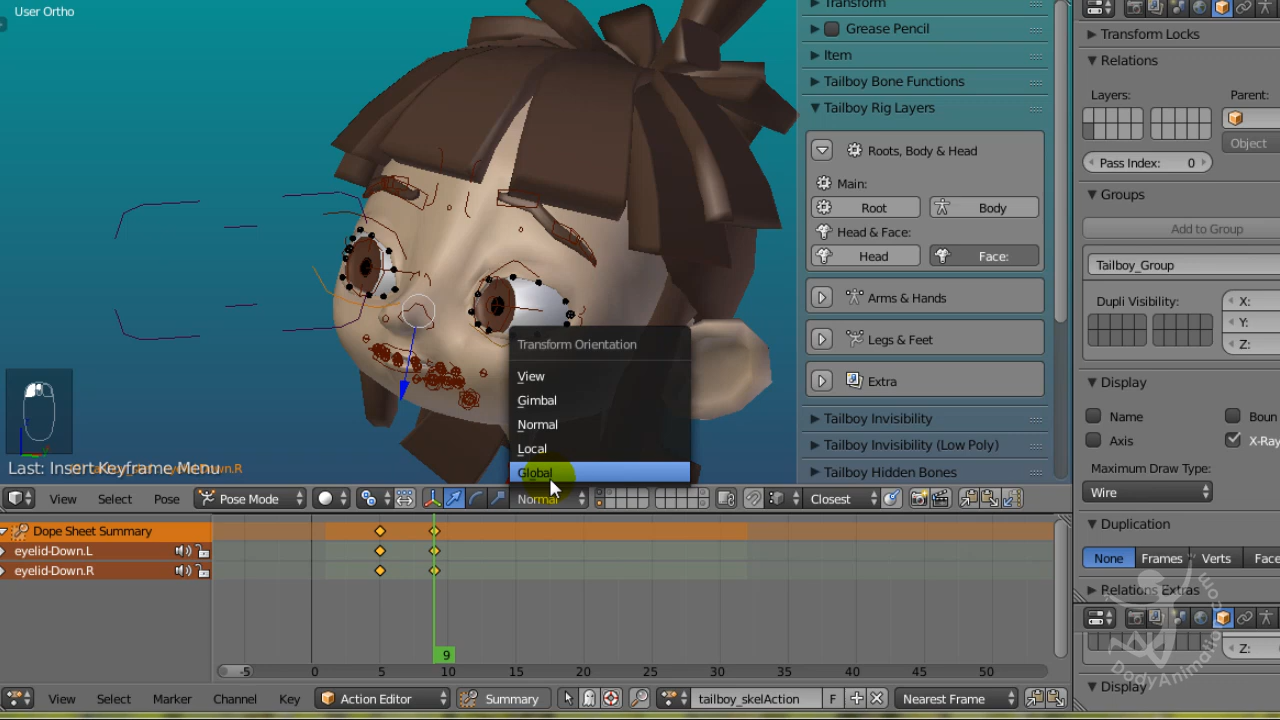 User Ortho
Transform
Grease Pencil
Item
Tailboy Bone Functions
Tailboy Rig Layers
Roots, Body & Head
Main:
Root
Body
Head & Face:
Head
Face:
Arms & Hands
Legs & Feet
Extra
Tailboy Invisibility
Tailboy Invisibility (Low Poly)
Tailboy Hidden Bones
Transform Orientation
View
Gimbal
Normal
Local
Global
Last: Insert Keyframe Menu
View
Select
Pose
Pose Mode
Normal
Closest
Dope Sheet Summary
eyelid-Down.L
eyelid-Down.R
9
-5
0
5
10
15
20
25
30
35
40
45
50
View
Select
Marker
Channel
Key
Action Editor
Summary
tailboy_skelAction
F
Nearest Frame
Transform Locks
Relations
Layers:
Parent:
Object
Pass Index:
0
Groups
Add to Group
Tailboy_Group
Dupli Visibility:
X:
Y:
Z:
Display
Name
Boun
Axis
X-Ray
Maximum Draw Type:
Wire
Duplication
None
Frames
Verts
Face
Relations Extras
Z:
Display
DodyAnimation.com